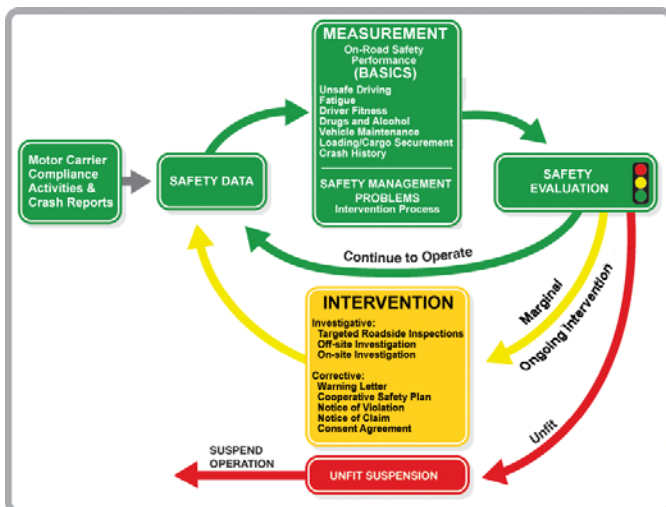 MEASUREMENT
On-Road Safety
Performance
(BASICS)
Unsafe Driving
Fatigue
Driver Fitness
Drugs and Alcohol
Vehicle Maintenance
Loading/Cargo Securement
Crash History
SAFETY MANAGEMENT
PROBLEMS
Intervention Process
Motor Carrier
Compliance
Activities &
Crash Reports
SAFETY DATA
SAFETY
EVALUATION
Continue to Operate
Marginal
Ongoing Intervention
Unfit
INTERVENTION
Investigative:
Targeted Roadside Inspections
Off-site Investigation
On-site Investigation
Corrective:
Warning Letter
Cooperative Safety Plan
Notice of Violation
Notice of Claim
Consent Agreement
SUSPEND
OPERATION
UNFIT SUSPENSION